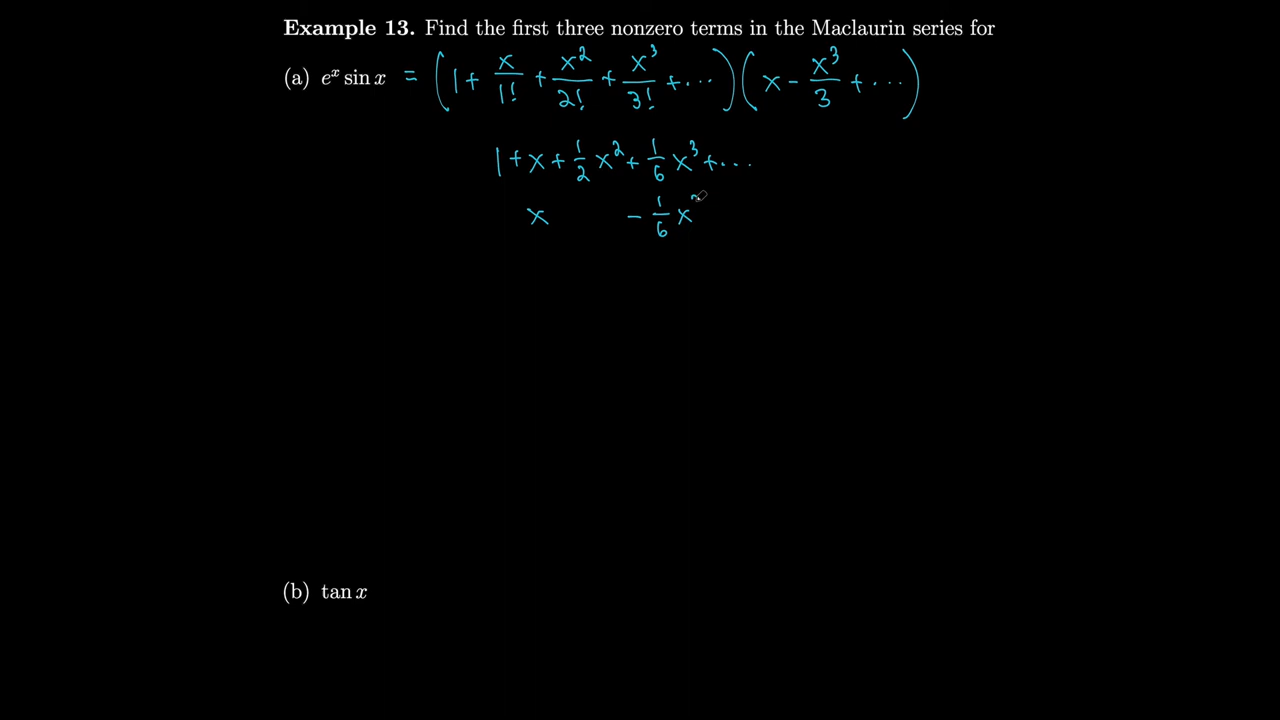 Example 13. Find the first three nonzero terms in the Maclaurin series for
(a) e^x sin x = (1 + x/1! + x^2/2! + x^3/3! + ···)(x − x^3/3 + ···)
1 + x + 1/2 x^2 + 1/6 x^3 + ···
x − 1/6 x
(b) tan x